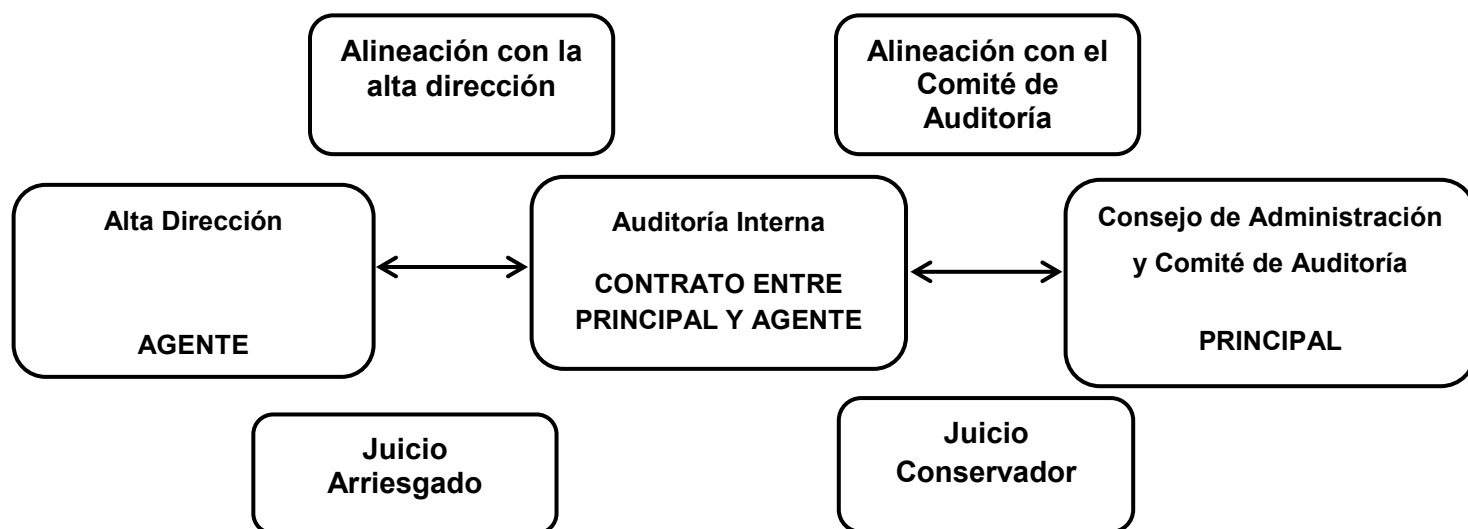 Alineación con la
alta dirección
Alineación con el
Comité de
Auditoría
Alta Dirección
AGENTE
Auditoría Interna
CONTRATO ENTRE
PRINCIPAL Y AGENTE
Consejo de Administración
y Comité de Auditoría
PRINCIPAL
Juicio
Arriesgado
Juicio
Conservador